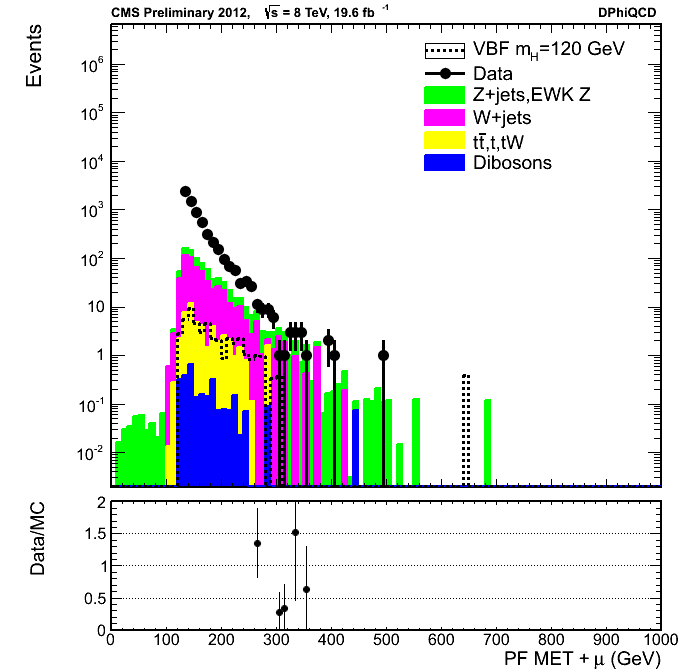 CMS Preliminary 2012, √s = 8 TeV, 19.6 fb⁻¹ DPhiQCD
Events
VBF m_H=120 GeV
Data
Z+jets,EWK Z
W+jets
tt̄,t,tW
Dibosons
10⁶
10⁵
10⁴
10³
10²
10
1
10⁻¹
10⁻²
Data/MC
2
1.5
1
0.5
0
0 100 200 300 400 500 600 700 800 900 1000
PF MET + μ (GeV)